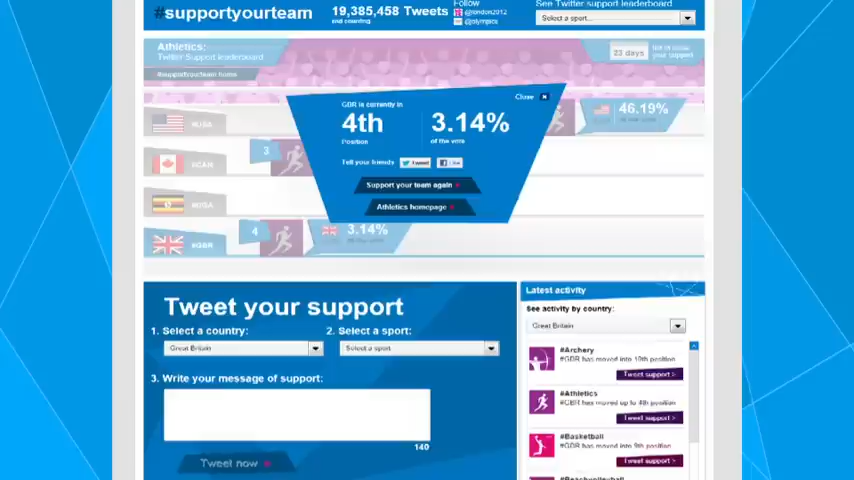 #supportyourteam
19,385,458 Tweets
and counting
Follow
@london2012
@olympics
See Twitter support leaderboard
Select a sport...
Athletics:
Twitter Support leaderboard
#supportyourteam home
23 days
Close
GBR is currently in
4th
Position
3.14%
of the vote
Tell your friends
Tweet
Like
Support your team again
Athletics homepage
#USA
46.19%
of the vote
#CAN
3
#UGA
#GBR
4
3.14%
Tweet your support
1. Select a country:
Great Britain
2. Select a sport:
Select a sport
3. Write your message of support:
140
Tweet now
Latest activity
See activity by country:
Great Britain
#Archery
#GBR has moved into 10th position
Tweet support >
#Athletics
#GBR has moved up to 4th position
Tweet support >
#Basketball
#GBR has moved into 9th position
Tweet support >
#Beachvolleyball